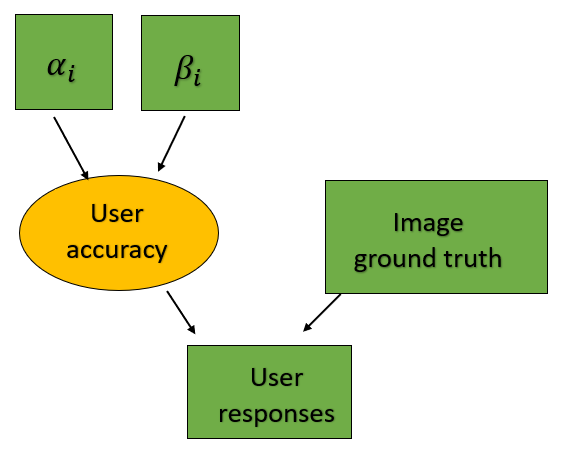 αᵢ
βᵢ
User
accuracy
Image
ground truth
User
responses